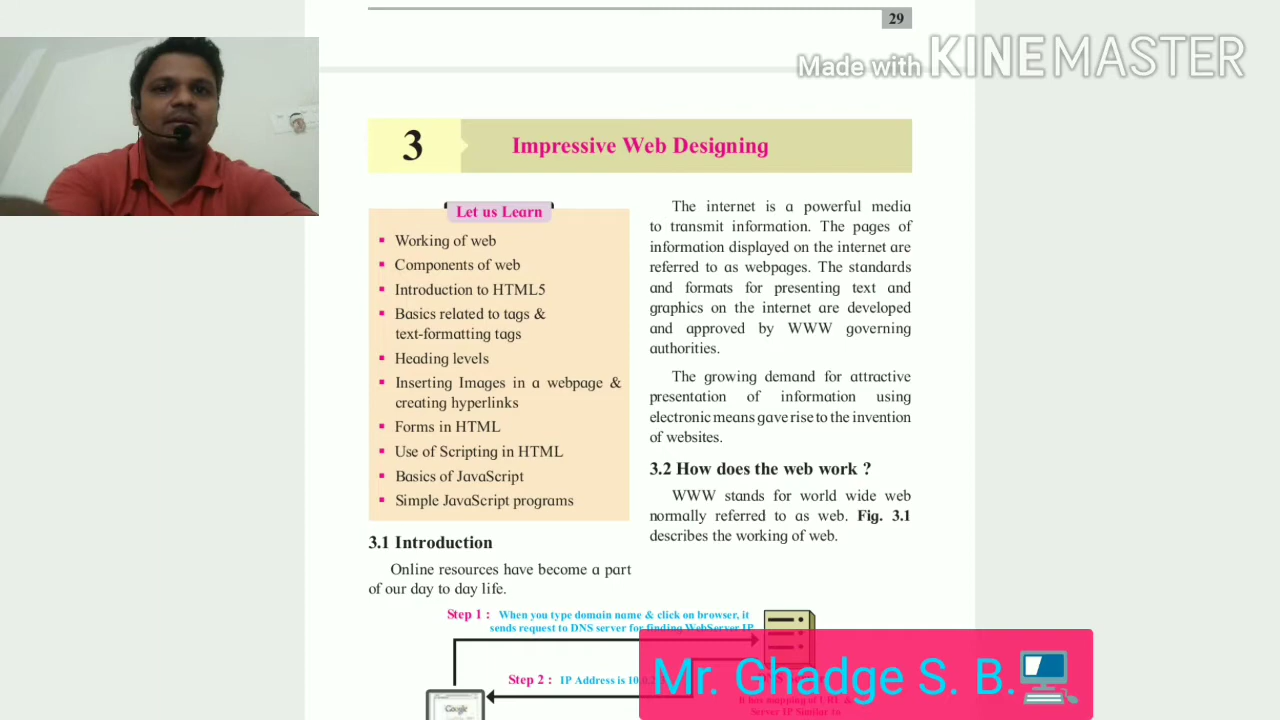 29
Made with KINEMASTER
3
Impressive Web Designing
Let us Learn
Working of web
Components of web
Introduction to HTML5
Basics related to tags &
text-formatting tags
Heading levels
Inserting Images in a webpage &
creating hyperlinks
Forms in HTML
Use of Scripting in HTML
Basics of JavaScript
Simple JavaScript programs
3.1 Introduction
Online resources have become a part
of our day to day life.
The internet is a powerful media
to transmit information. The pages of
information displayed on the internet are
referred to as webpages. The standards
and formats for presenting text and
graphics on the internet are developed
and approved by WWW governing
authorities.
The growing demand for attractive
presentation of information using
electronic means gave rise to the invention
of websites.
3.2 How does the web work ?
WWW stands for world wide web
normally referred to as web. Fig. 3.1
describes the working of web.
Step 1 : When you type domain name & click on browser, it
sends request to DNS server for finding WebServer IP
Step 2 : IP Address is
Google
Mr. Ghadge S. B.